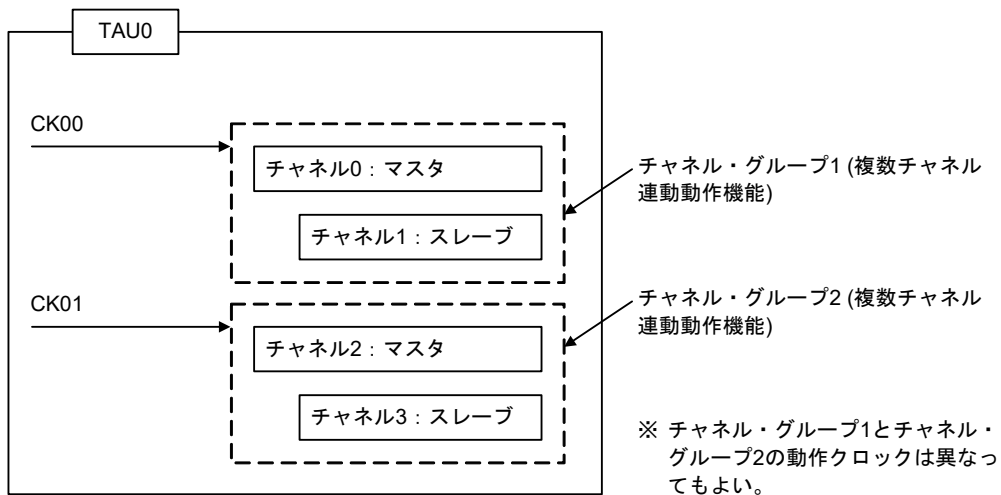 TAU0
CK00
チャネル0：マスタ
チャネル1：スレーブ
チャネル・グループ1 (複数チャネル
連動動作機能)
CK01
チャネル2：マスタ
チャネル3：スレーブ
チャネル・グループ2 (複数チャネル
連動動作機能)
※ チャネル・グループ1とチャネル・
グループ2の動作クロックは異なっ
てもよい。